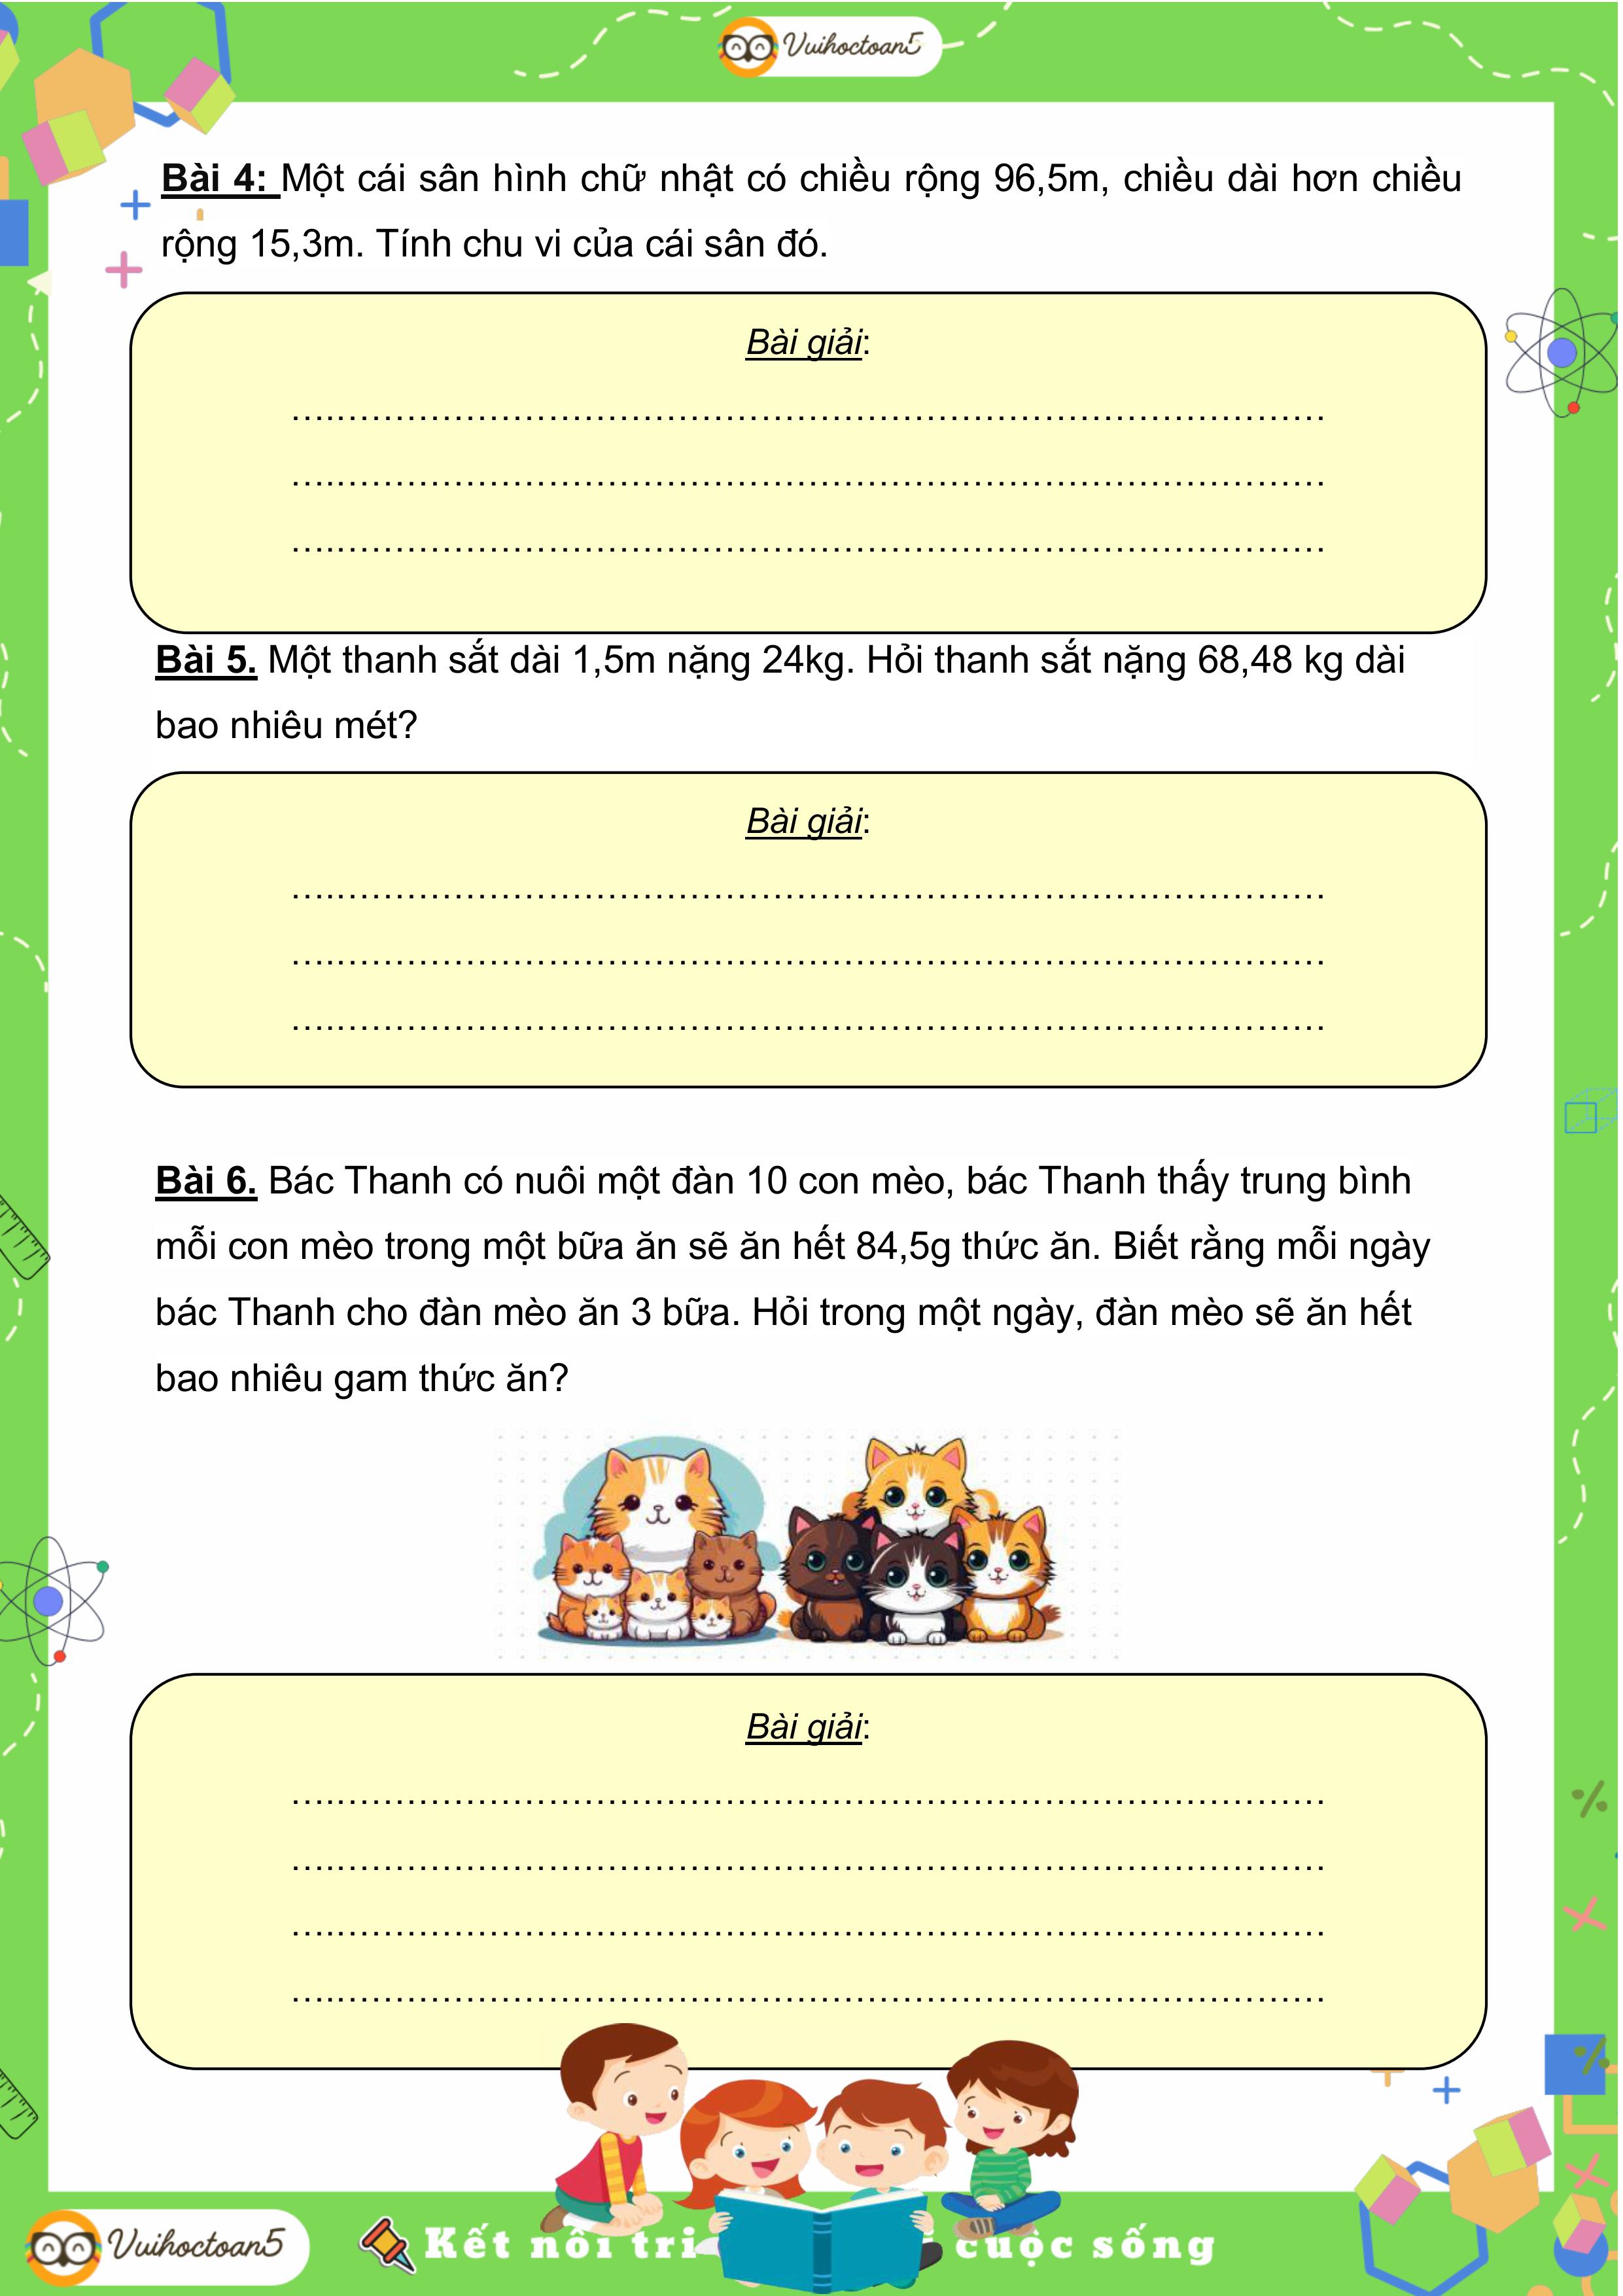 Vuihoctoan5
Bài 4: Một cái sân hình chữ nhật có chiều rộng 96,5m, chiều dài hơn chiều
rộng 15,3m. Tính chu vi của cái sân đó.
Bài giải:
Bài 5. Một thanh sắt dài 1,5m nặng 24kg. Hỏi thanh sắt nặng 68,48 kg dài
bao nhiêu mét?
Bài giải:
Bài 6. Bác Thanh có nuôi một đàn 10 con mèo, bác Thanh thấy trung bình
mỗi con mèo trong một bữa ăn sẽ ăn hết 84,5g thức ăn. Biết rằng mỗi ngày
bác Thanh cho đàn mèo ăn 3 bữa. Hỏi trong một ngày, đàn mèo sẽ ăn hết
bao nhiêu gam thức ăn?
Bài giải:
Vuihoctoan5
Kết nối tri cuộc sống